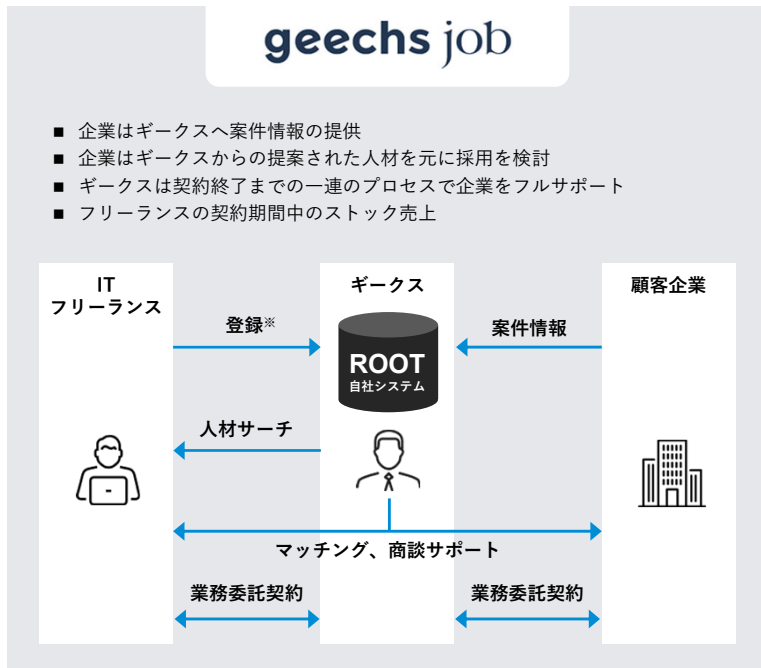 geechs job
■ 企業はギークスへ案件情報の提供
■ 企業はギークスからの提案された人材を元に採用を検討
■ ギークスは契約終了までの一連のプロセスで企業をフルサポート
■ フリーランスの契約期間中のストック売上
IT
フリーランス
ギークス
顧客企業
登録※
案件情報
ROOT
自社システム
人材サーチ
マッチング、商談サポート
業務委託契約
業務委託契約